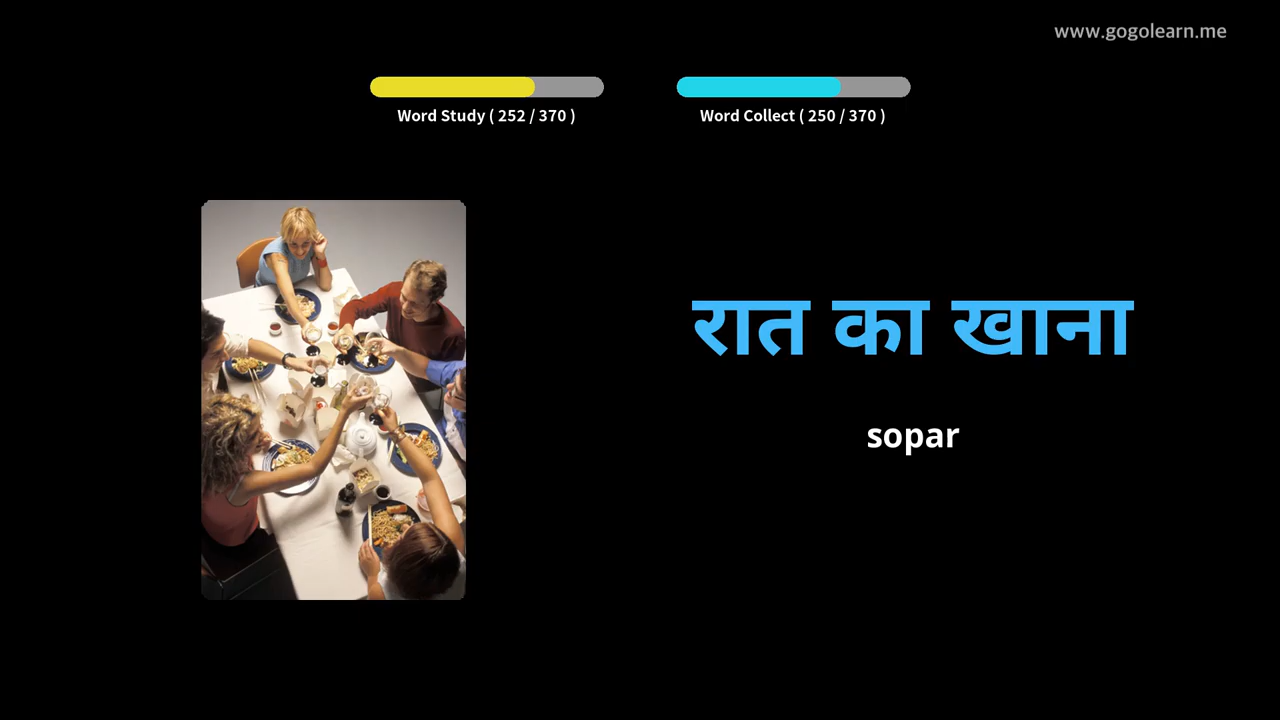 www.gogolearn.me
Word Study ( 252 / 370 )
Word Collect ( 250 / 370 )
रात का खाना
sopar